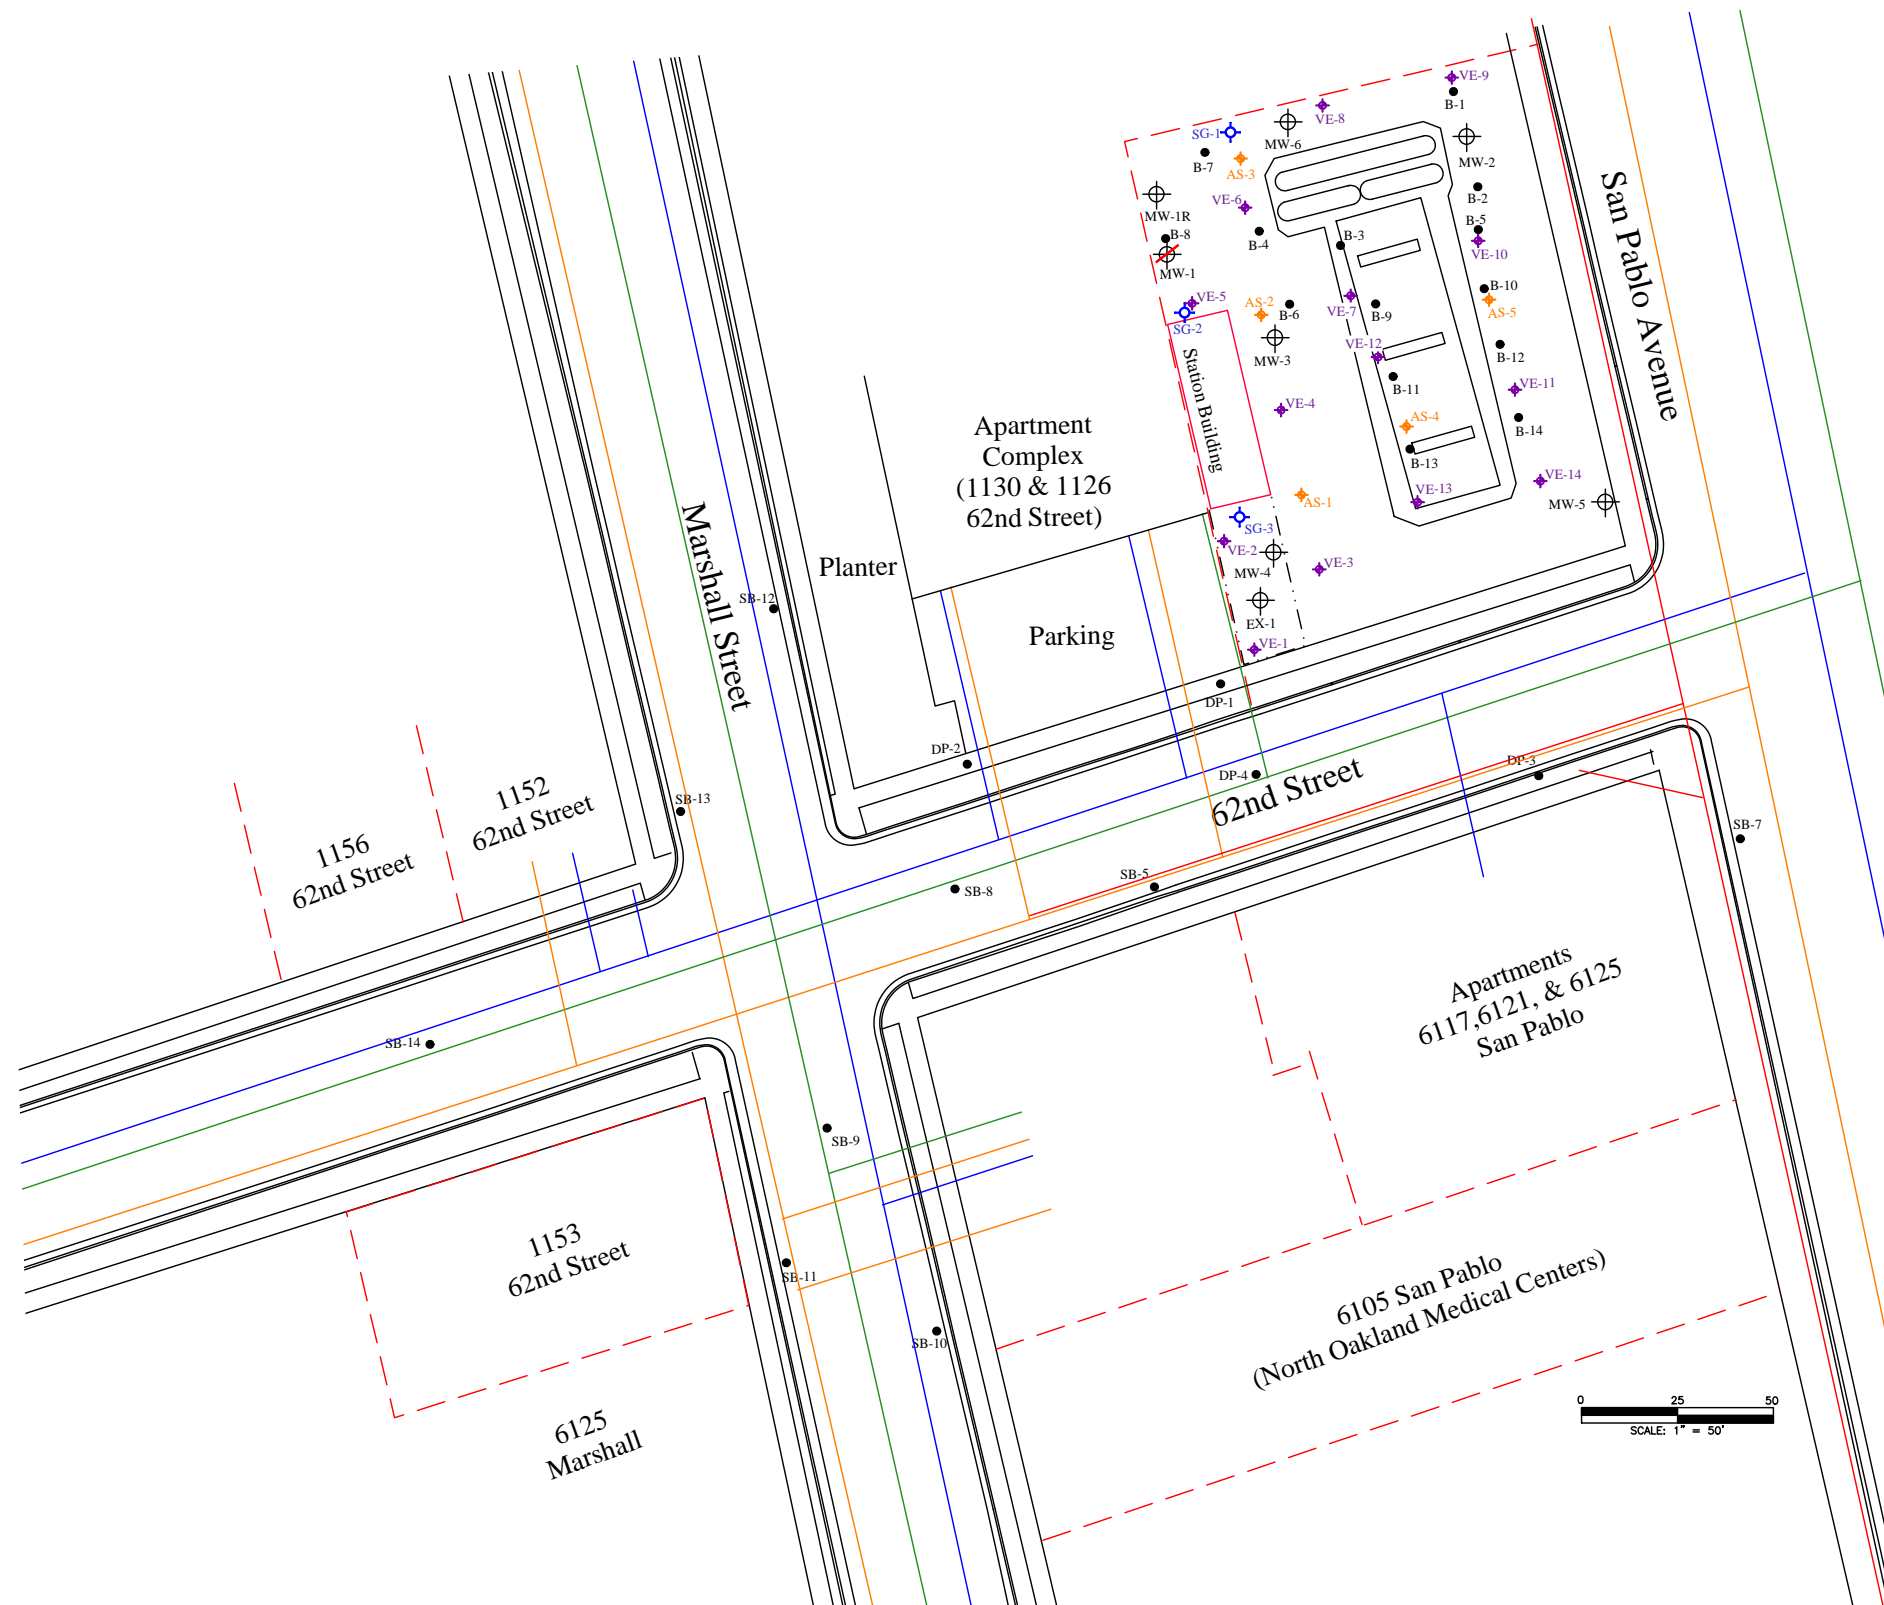 VE-9
B-1
VE-8
SG-1
MW-6
MW-2
B-7
AS-3
San Pablo Avenue
B-2
VE-6
MW-1R
B-5
B-8
B-4
B-3
VE-10
MW-1
B-10
VE-5
AS-2
B-6
VE-7
B-9
AS-5
SG-2
VE-12
B-12
MW-3
Station Building
B-11
VE-11
VE-4
AS-4
B-14
Apartment
Complex
(1130 & 1126
62nd Street)
B-13
VE-14
VE-13
AS-1
MW-5
SG-3
VE-2
VE-3
MW-4
Marshall Street
Planter
SB-12
EX-1
Parking
VE-1
DP-1
DP-2
DP-4
DP-3
62nd Street
1152
62nd Street
SB-13
1156
62nd Street
SB-7
SB-5
SB-8
Apartments
6117,6121, & 6125
San Pablo
SB-14
SB-9
1153
62nd Street
SB-11
SB-10
6105 San Pablo
(North Oakland Medical Centers)
6125
Marshall
0 25 50
SCALE: 1" = 50'